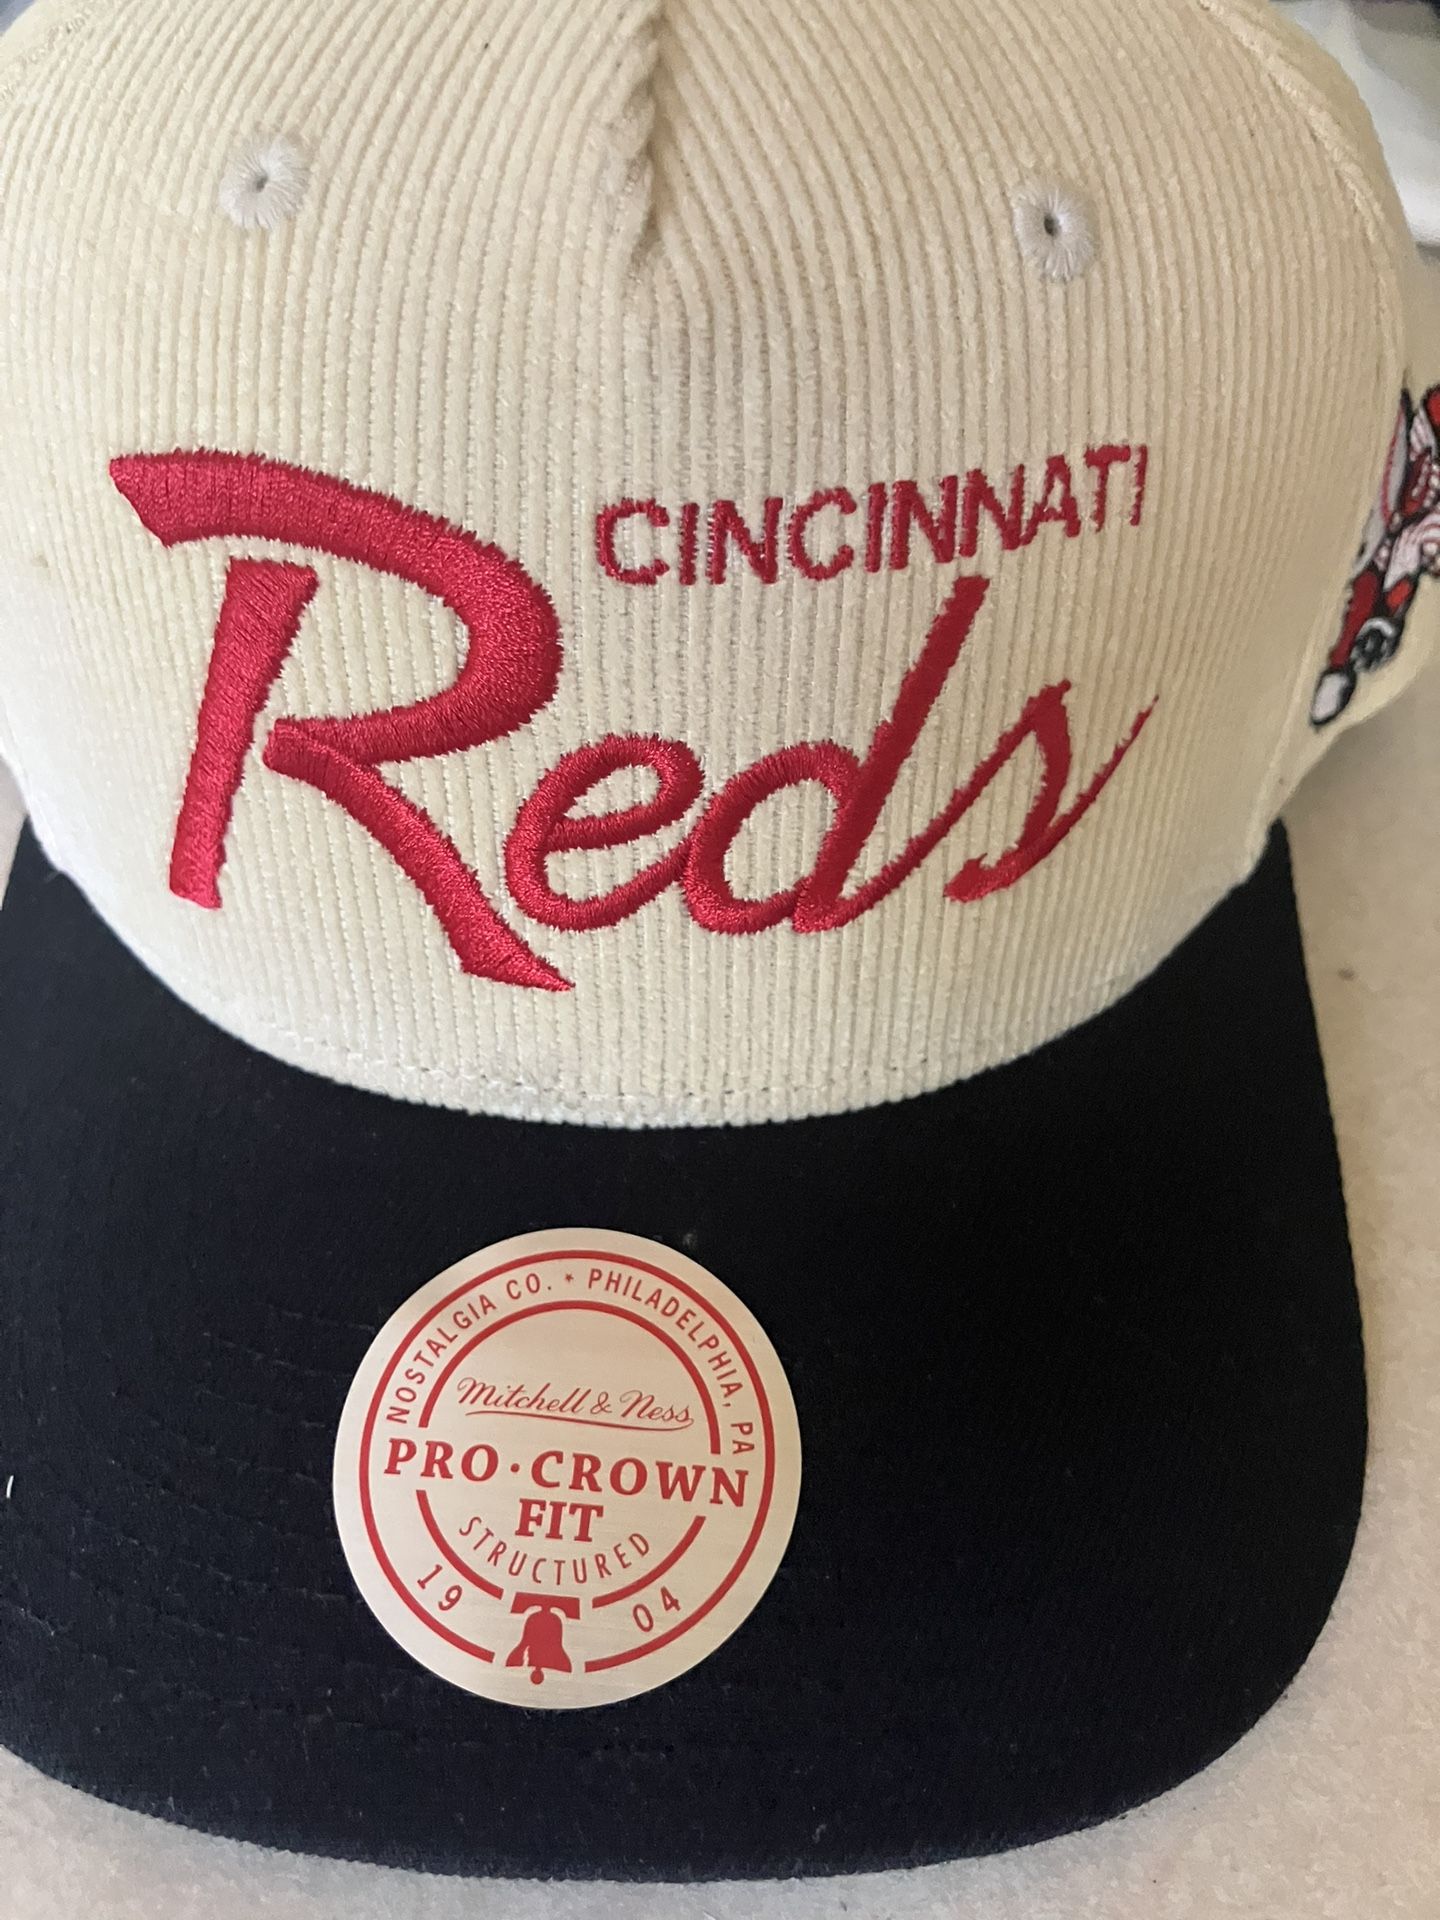 CINCINNATI
Reds
NOSTALGIA CO. * PHILADELPHIA, PA
Mitchell & Ness
PRO·CROWN
FIT
STRUCTURED
19 04